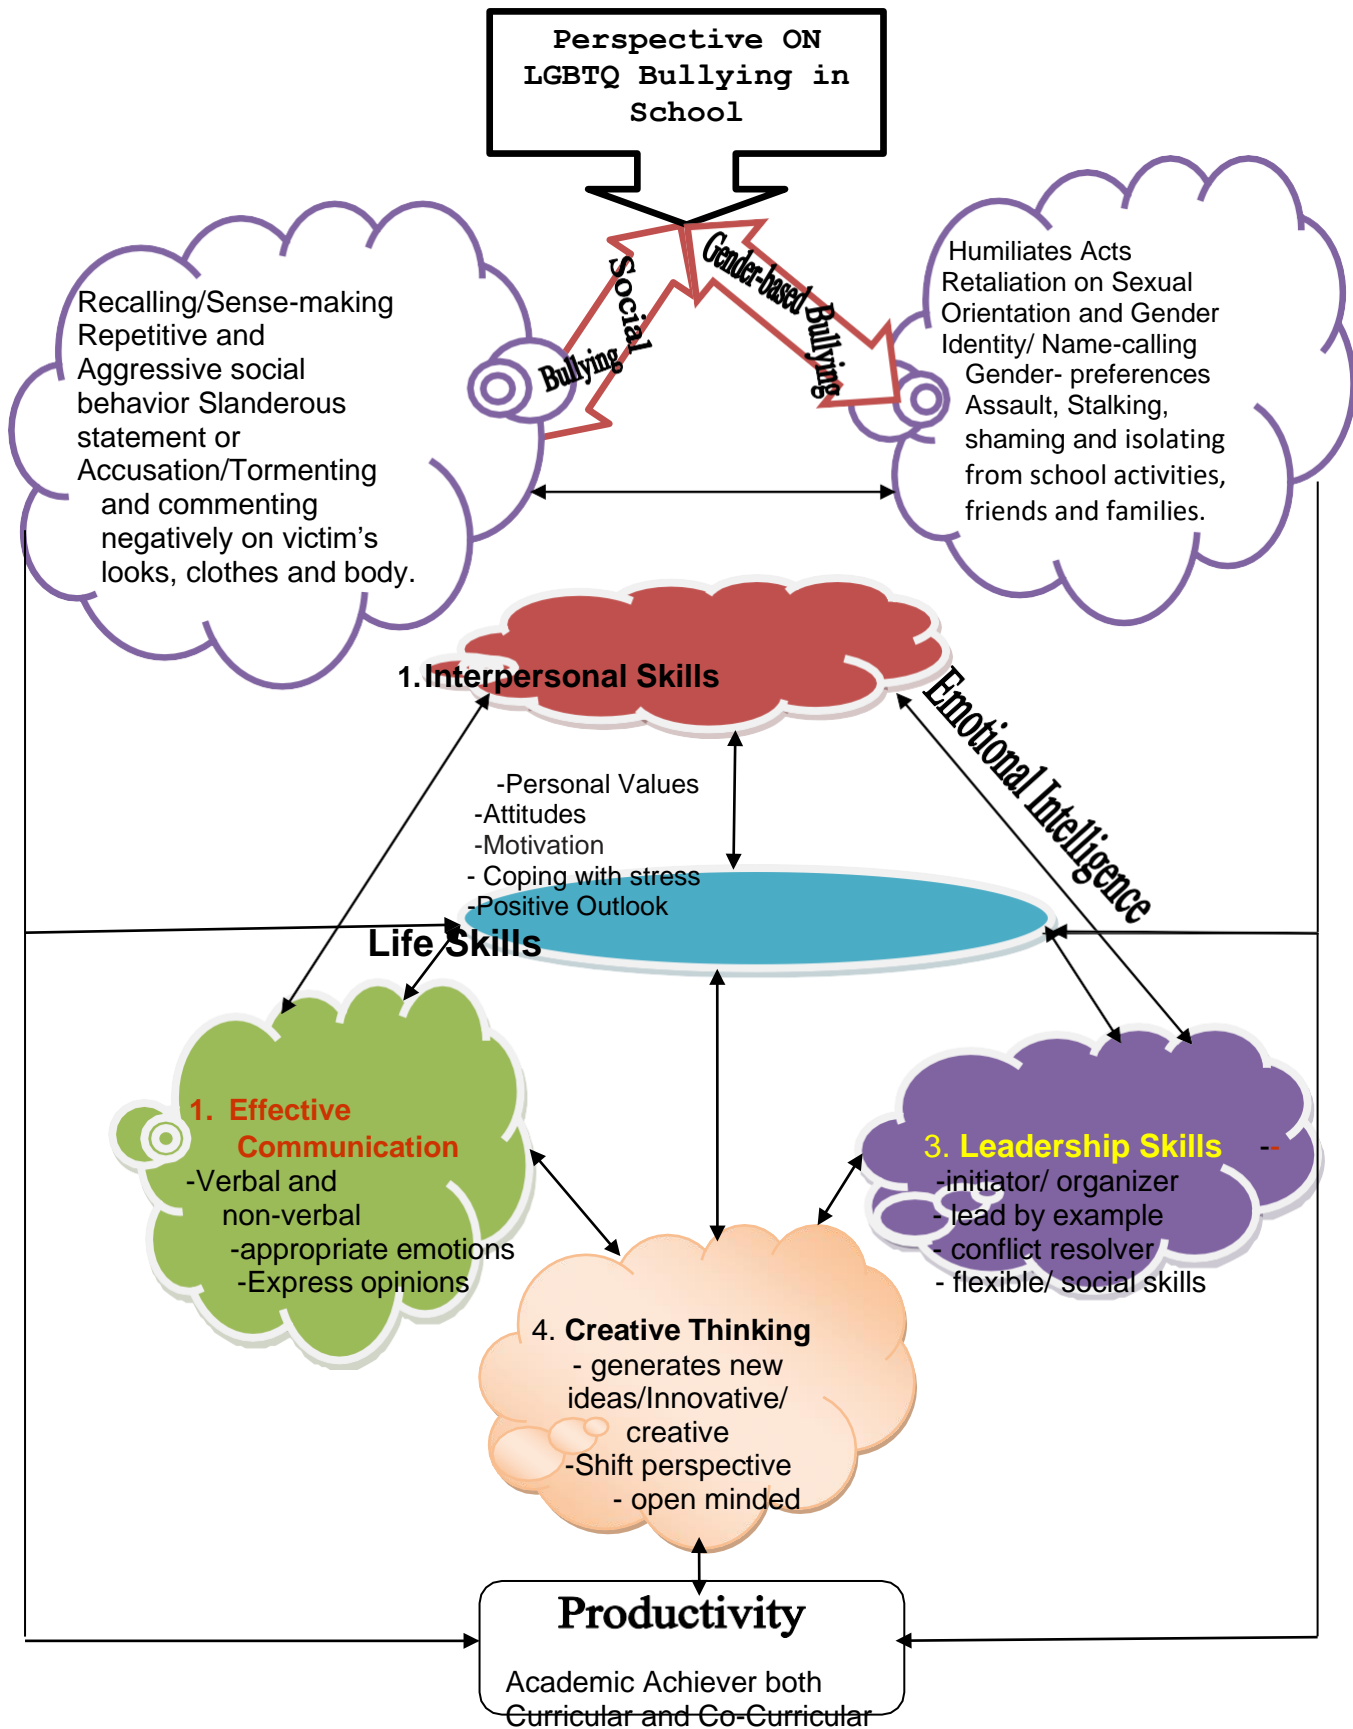 Perspective ON
LGBTQ Bullying in
School
Social
Bullying
Gender-based Bullying
Recalling/Sense-making
Repetitive and
Aggressive social
behavior Slanderous
statement or
Accusation/Tormenting
and commenting
negatively on victim’s
looks, clothes and body.
Humiliates Acts
Retaliation on Sexual
Orientation and Gender
Identity/ Name-calling
Gender- preferences
Assault, Stalking,
shaming and isolating
from school activities,
friends and families.
1.Interpersonal Skills
Emotional Intelligence
-Personal Values
-Attitudes
-Motivation
- Coping with stress
-Positive Outlook
Life Skills
1. Effective
Communication
-Verbal and
non-verbal
-appropriate emotions
-Express opinions
3. Leadership Skills --
-initiator/ organizer
- lead by example
- conflict resolver
- flexible/ social skills
4. Creative Thinking
- generates new
ideas/Innovative/
creative
-Shift perspective
- open minded
Productivity
Academic Achiever both
Curricular and Co-Curricular